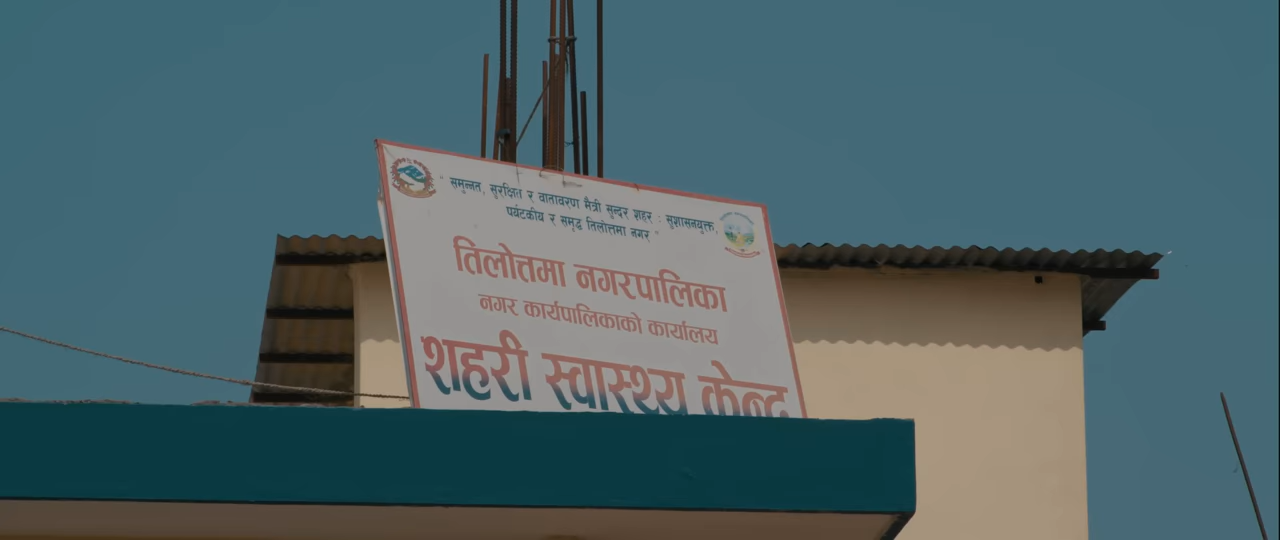 " समुन्नत, सुरक्षित र वातावरण मैत्री सुन्दर शहर : सुशासनयुक्त,
पर्यटकीय र समृद्ध तिलोत्तमा नगर "
तिलोत्तमा नगरपालिका
नगर कार्यपालिकाको कार्यालय
शहरी स्वास्थ्य केन्द्र